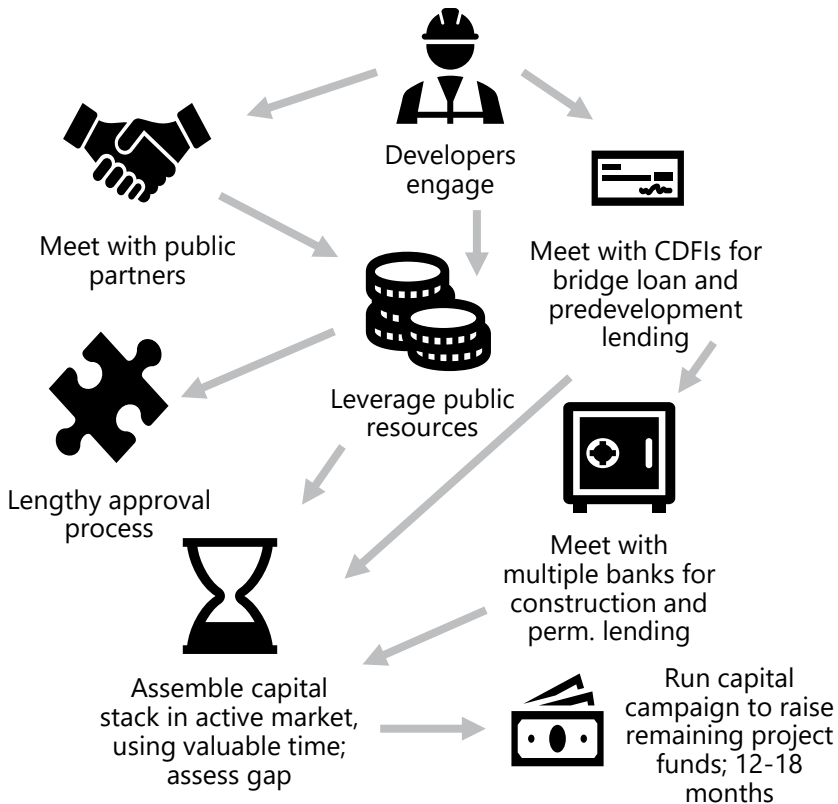 Developers
engage
Meet with public
partners
Meet with CDFIs for
bridge loan and
predevelopment
lending
Leverage public
resources
Lengthy approval
process
Meet with
multiple banks for
construction and
perm. lending
Assemble capital
stack in active market,
using valuable time;
assess gap
Run capital
campaign to raise
remaining project
funds; 12-18
months